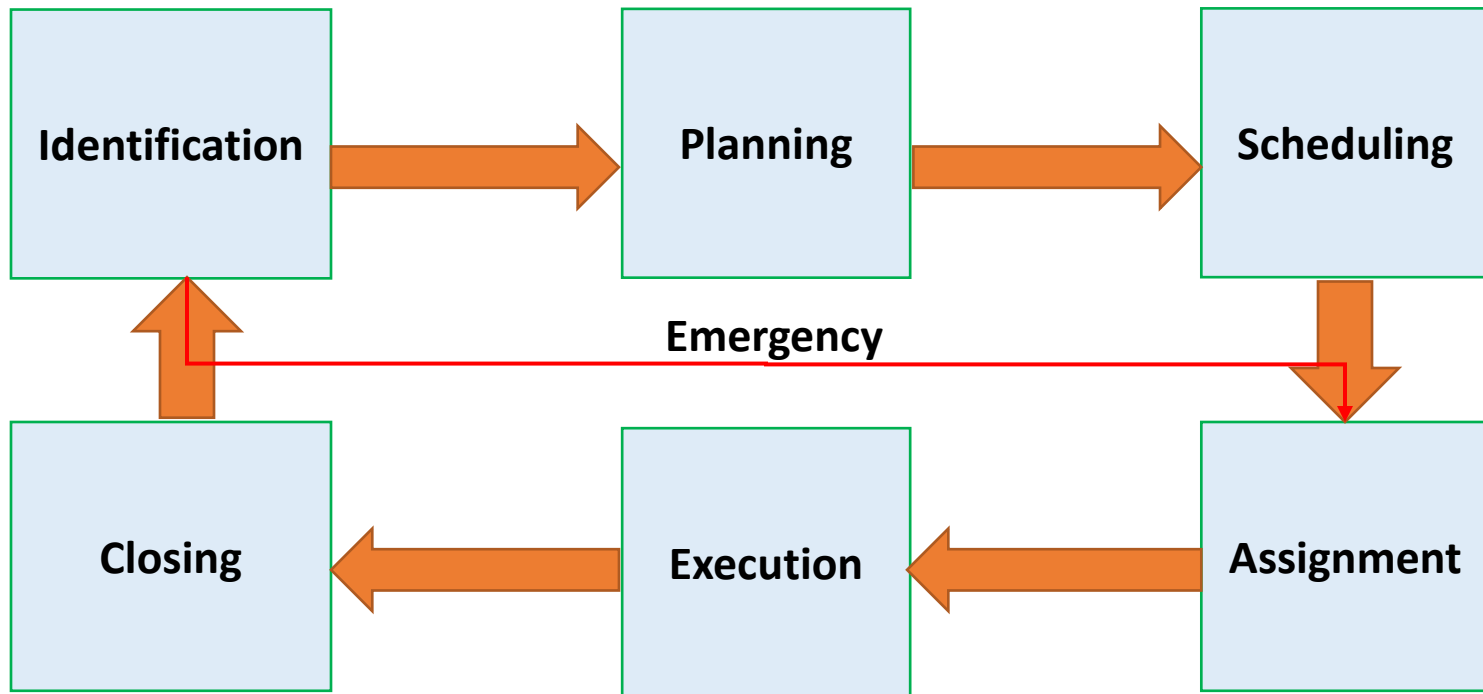 Identification
Planning
Scheduling
Emergency
Closing
Execution
Assignment